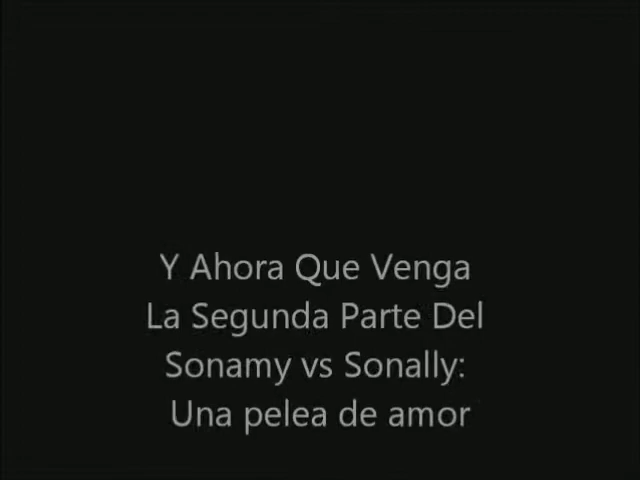 Y Ahora Que Venga
La Segunda Parte Del
Sonamy vs Sonally:
Una pelea de amor